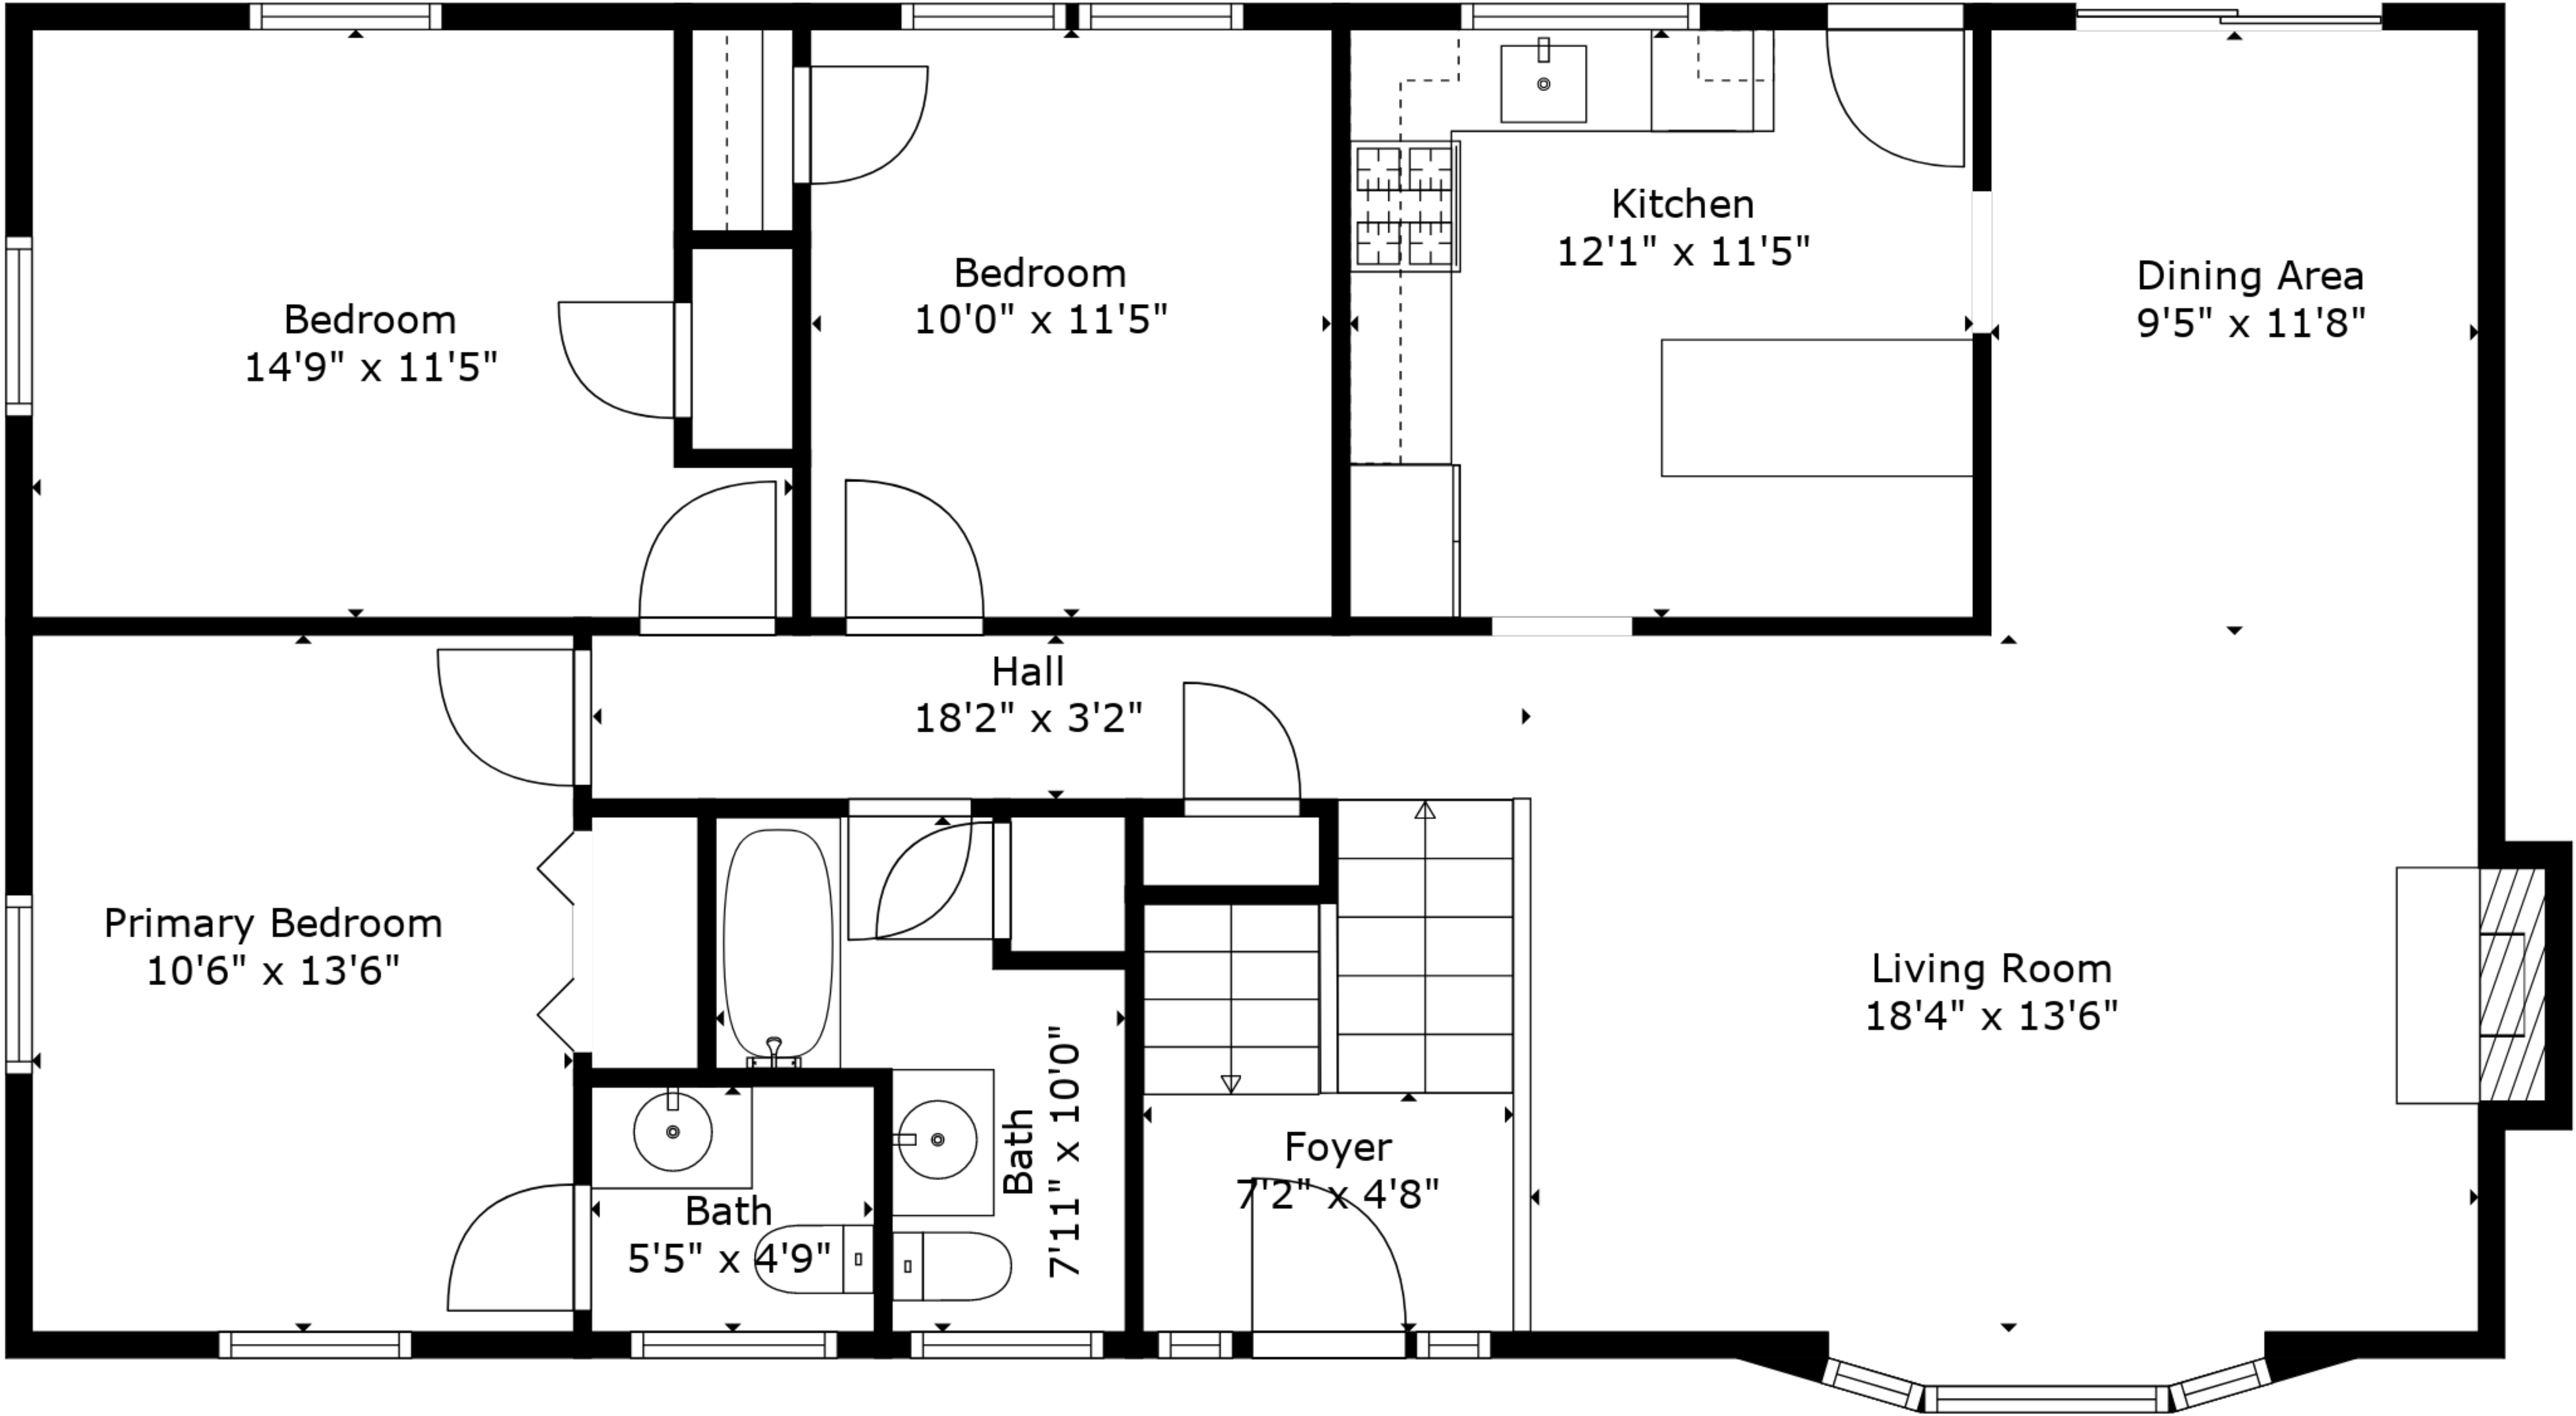 Bedroom
14'9" x 11'5"
Bedroom
10'0" x 11'5"
Kitchen
12'1" x 11'5"
Dining Area
9'5" x 11'8"
Hall
18'2" x 3'2"
Primary Bedroom
10'6" x 13'6"
Living Room
18'4" x 13'6"
Bath
5'5" x 4'9"
Bath
7'11" x 10'0"
Foyer
7'2" x 4'8"